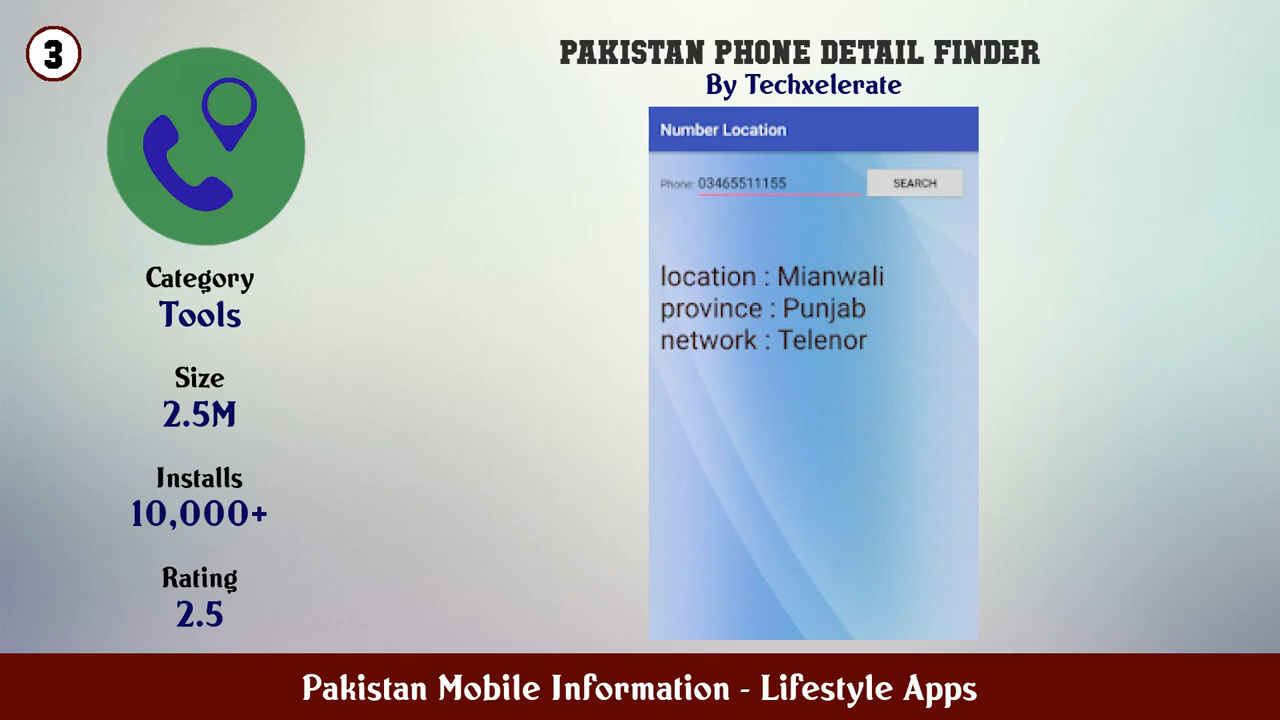 3
PAKISTAN PHONE DETAIL FINDER
By Techxelerate
Category
Tools
Size
2.5M
Installs
10,000+
Rating
2.5
Number Location
Phone: 03465511155 SEARCH
location : Mianwali
province : Punjab
network : Telenor
Pakistan Mobile Information - Lifestyle Apps